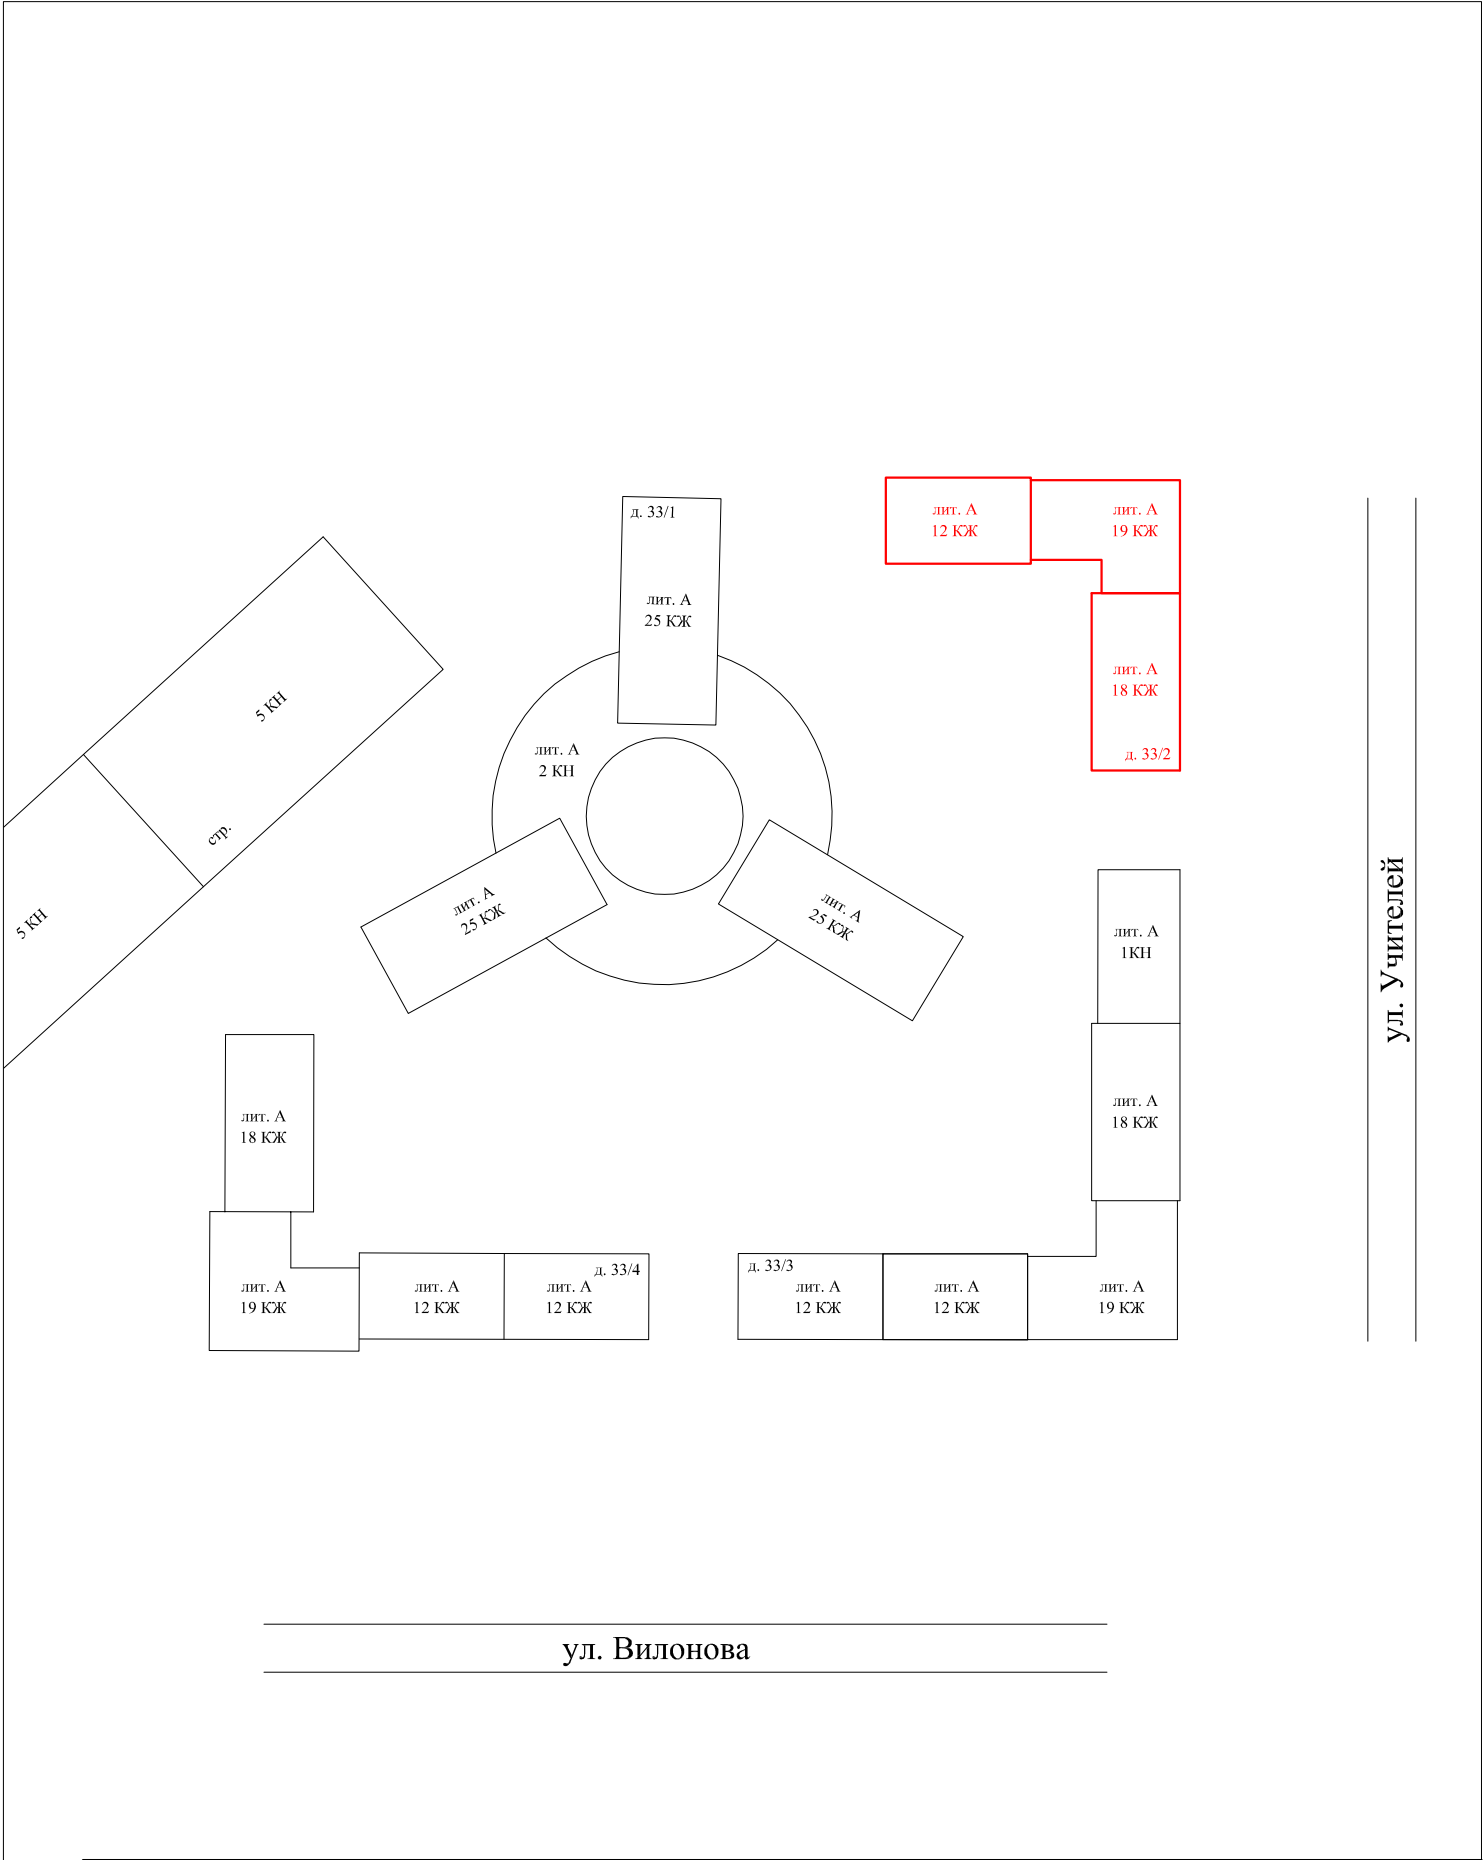 лит. А
12 КЖ
лит. А
19 КЖ
д. 33/1
лит. А
25 КЖ
лит. А
18 КЖ
д. 33/2
5 КН
лит. А
2 КН
стр.
5 КН
лит. А
25 КЖ
лит. А
25 КЖ
лит. А
1КН
ул. Учителей
лит. А
18 КЖ
лит. А
18 КЖ
лит. А
19 КЖ
лит. А
12 КЖ
д. 33/4
лит. А
12 КЖ
д. 33/3
лит. А
12 КЖ
лит. А
12 КЖ
лит. А
19 КЖ
ул. Вилонова